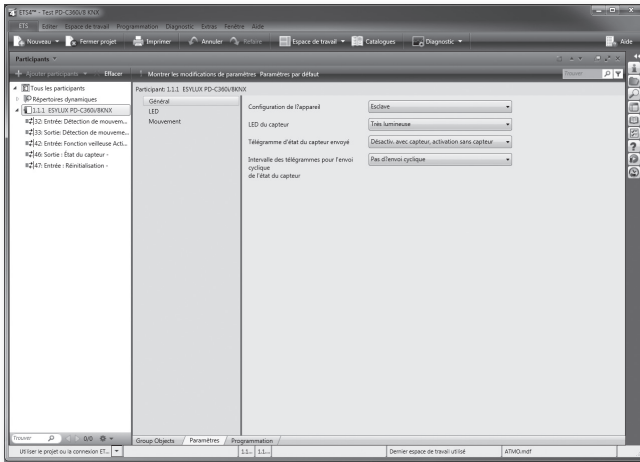 ETS4™ - Test PD-C360i/8 KNX
ETS Editer Espace de travail Programmation Diagnostic Extras Fenêtre Aide
Nouveau Fermer projet Imprimer Annuler Refaire Espace de travail Catalogues Diagnostic Aide
Participants
Ajouter participants Effacer Montrer les modifications de paramètres Paramètres par défaut Trouver
Tous les participants
Répertoires dynamiques
1.1.1 ESYLUX PD-C360i/8KNX
32: Entrée: Détection de mouvem...
33: Sortie: Détection de mouveme...
42: Entrée: Fonction veilleuse Acti...
46: Sortie : État du capteur -
47: Entrée : Réinitialisation -
Participant: 1.1.1 ESYLUX PD-C360i/8KNX
Général
LED
Mouvement
Configuration de l?appareil Esclave
LED du capteur Très lumineuse
Télégramme d'état du capteur envoyé Désactiv. avec capteur, activation sans capteur
Intervalle des télégrammes pour l'envoi
cyclique
de l'état du capteur
Pas d?envoi cyclique
Trouver 0/0
Group Objects Paramètres Programmation
Utiliser le projet ou la connexion ET... 1.1... 1.1... Dernier espace de travail utilisé ATMO.mdf